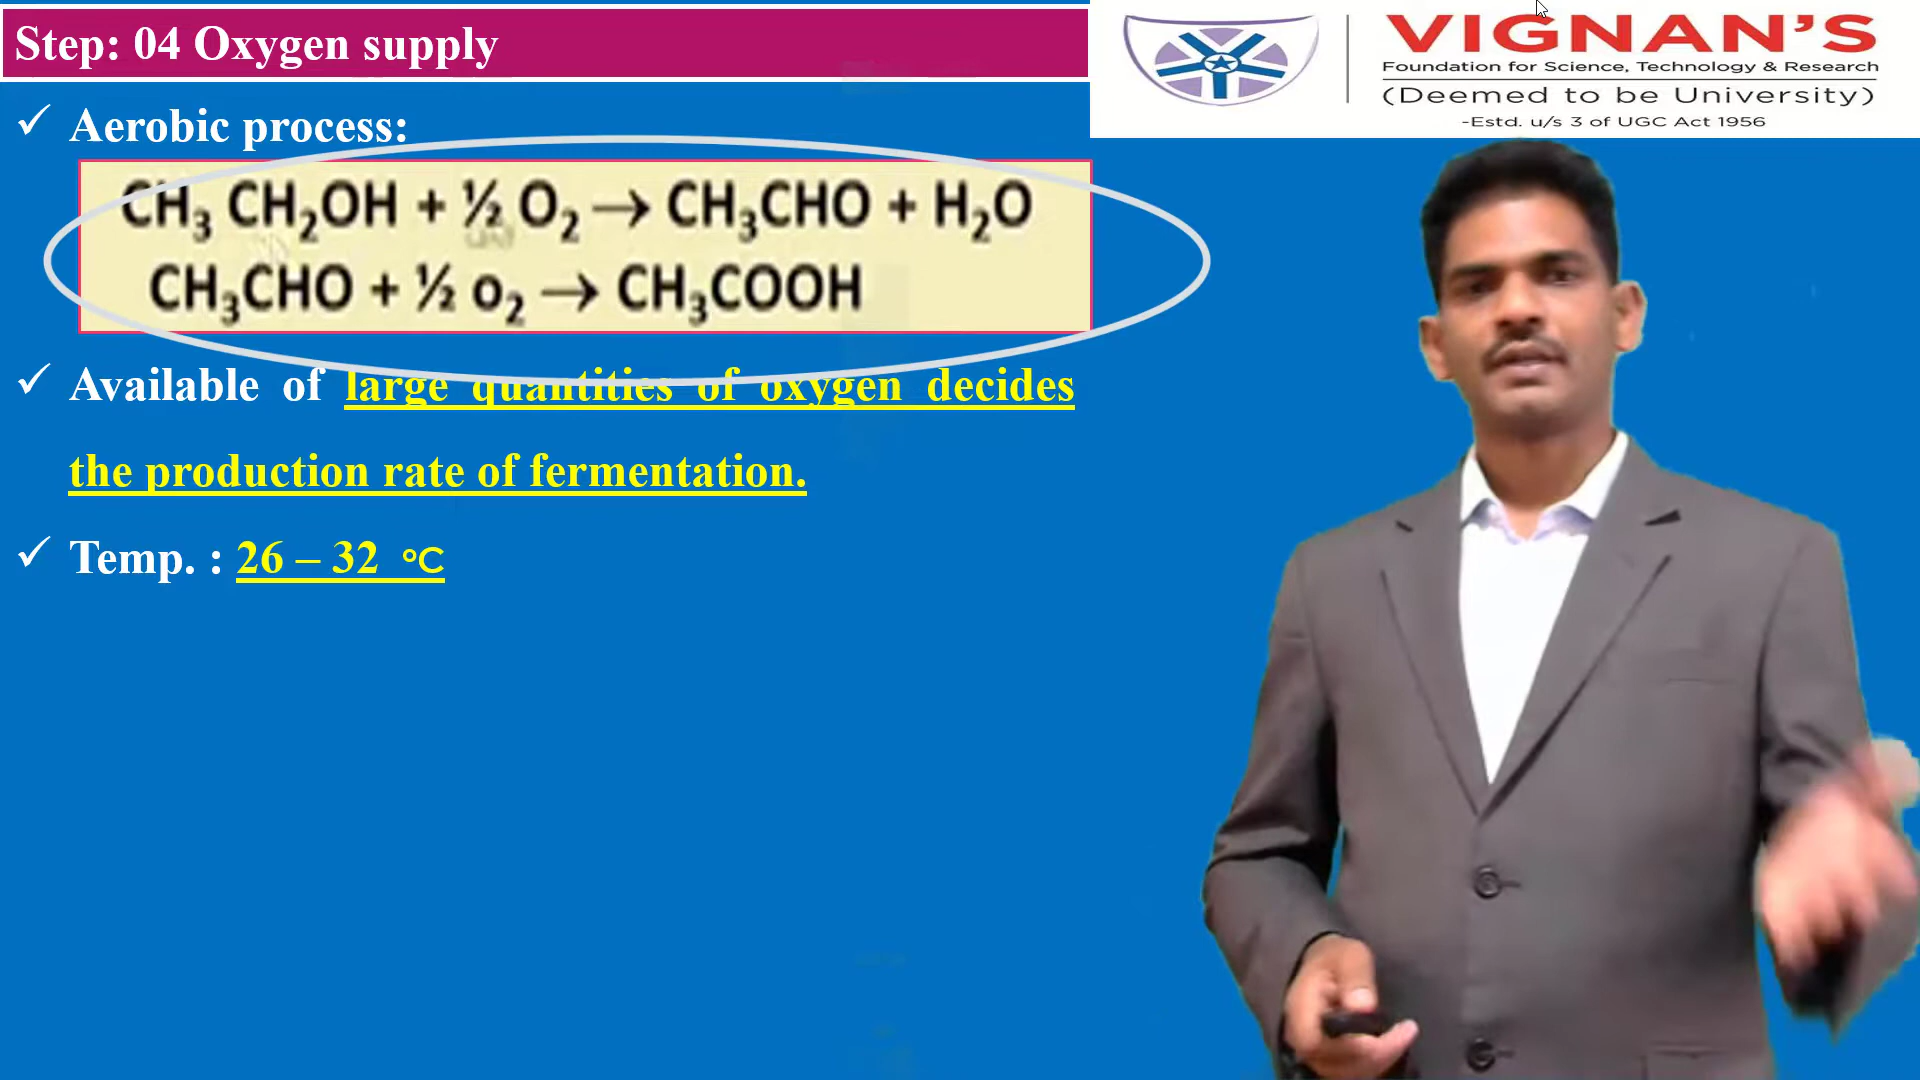 Step: 04 Oxygen supply
VIGNAN'S
Foundation for Science, Technology & Research
(Deemed to be University)
-Estd. u/s 3 of UGC Act 1956
✓ Aerobic process:
CH₃ CH₂OH + ½ O₂ → CH₃CHO + H₂O
CH₃CHO + ½ o₂ → CH₃COOH
✓ Available of large quantities of oxygen decides
the production rate of fermentation.
✓ Temp. : 26 – 32 °C